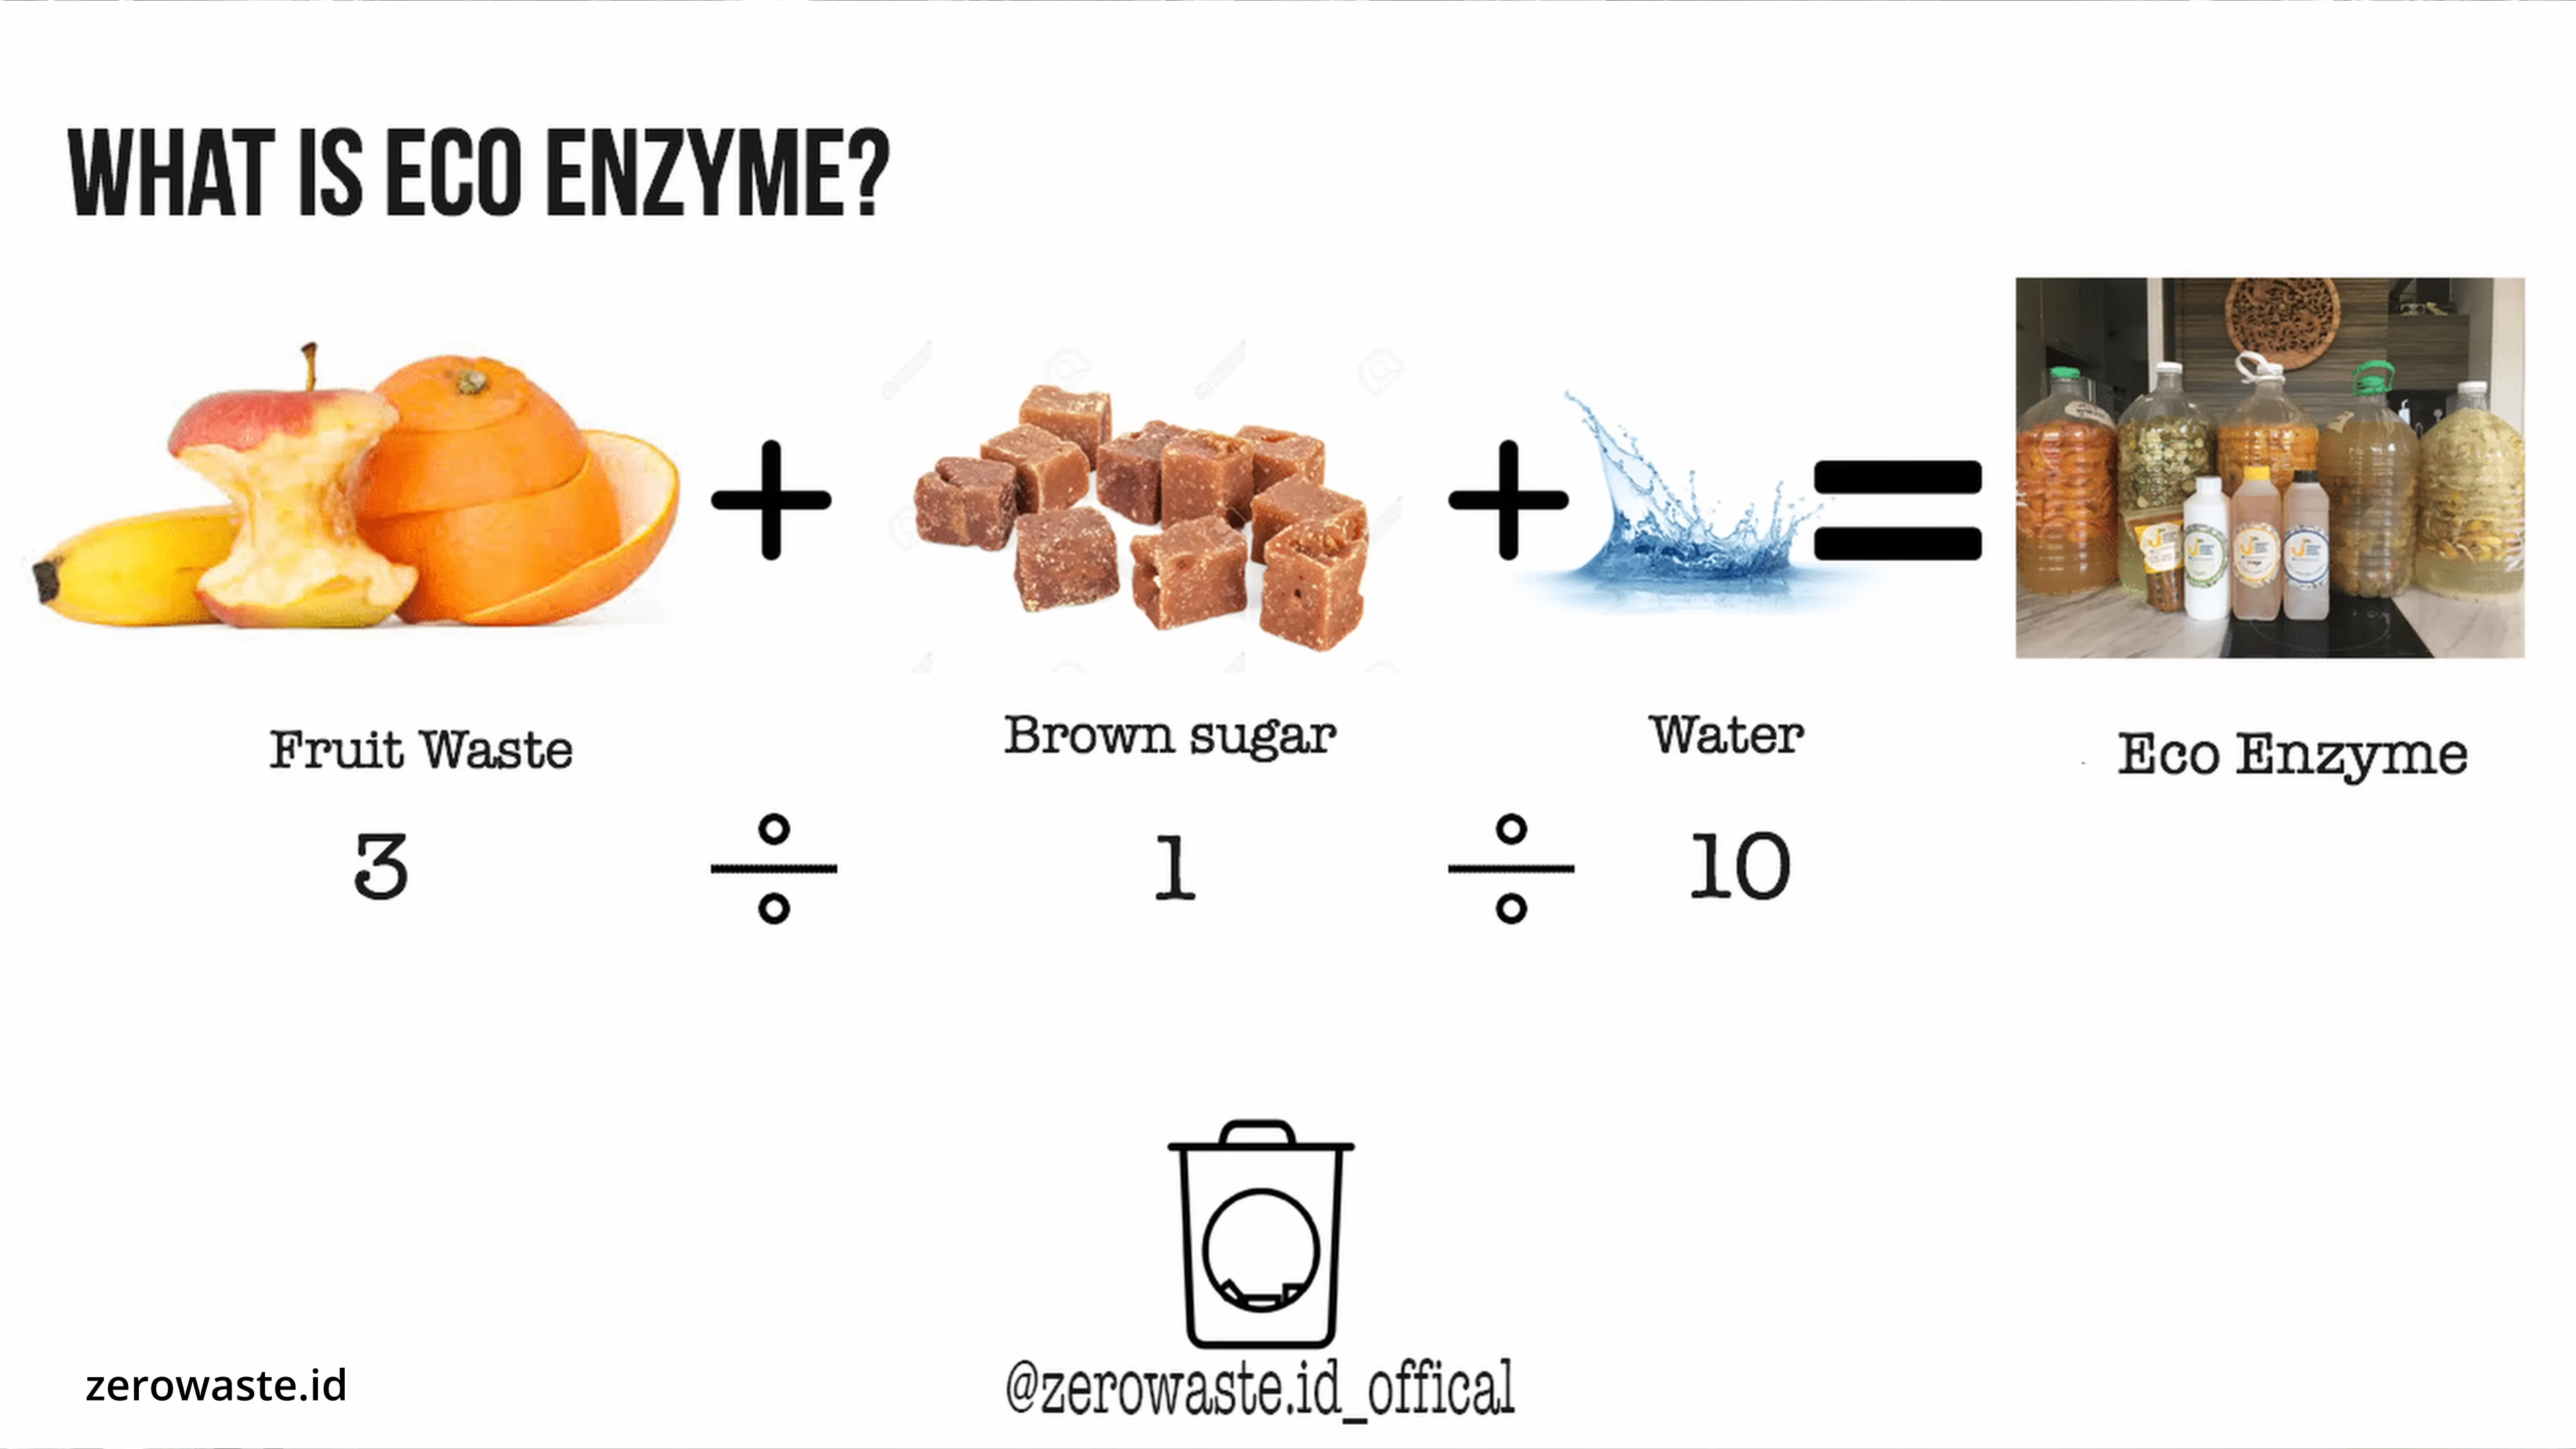 WHAT IS ECO ENZYME?
+ + =
Fruit Waste
Brown sugar
Water
Eco Enzyme
3 ÷ 1 ÷ 10
zerowaste.id
@zerowaste.id_offical